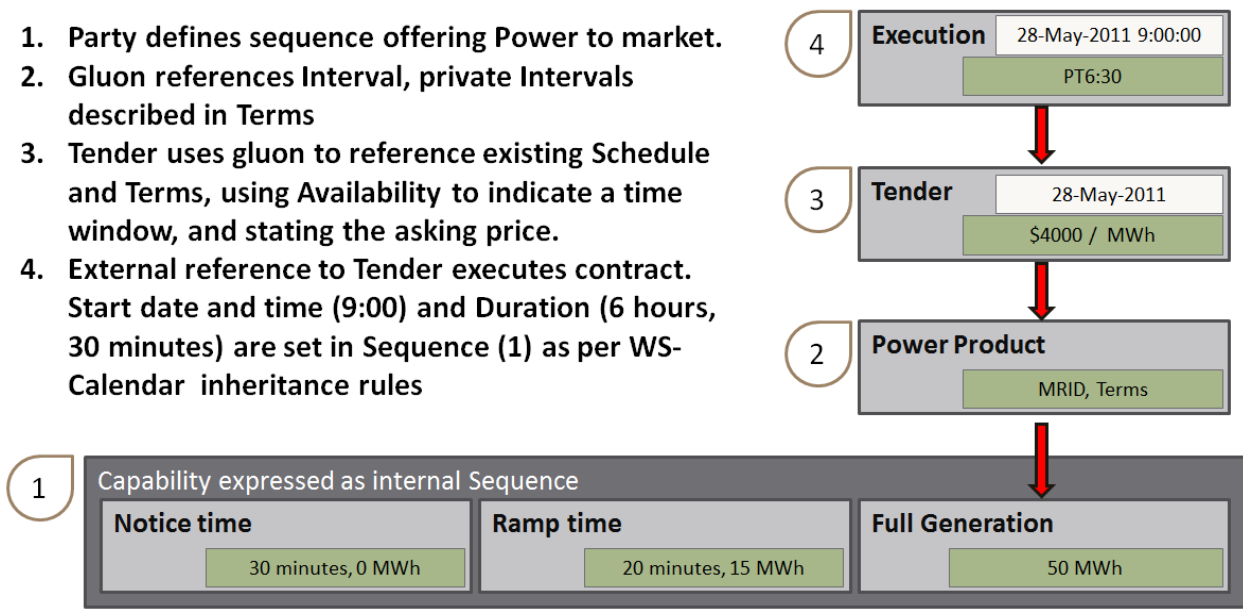 1. Party defines sequence offering Power to market.
2. Gluon references Interval, private Intervals
described in Terms
3. Tender uses gluon to reference existing Schedule
and Terms, using Availability to indicate a time
window, and stating the asking price.
4. External reference to Tender executes contract.
Start date and time (9:00) and Duration (6 hours,
30 minutes) are set in Sequence (1) as per WS-
Calendar inheritance rules
4
Execution
28-May-2011 9:00:00
PT6:30
3
Tender
28-May-2011
$4000 / MWh
2
Power Product
MRID, Terms
1
Capability expressed as internal Sequence
Notice time
30 minutes, 0 MWh
Ramp time
20 minutes, 15 MWh
Full Generation
50 MWh